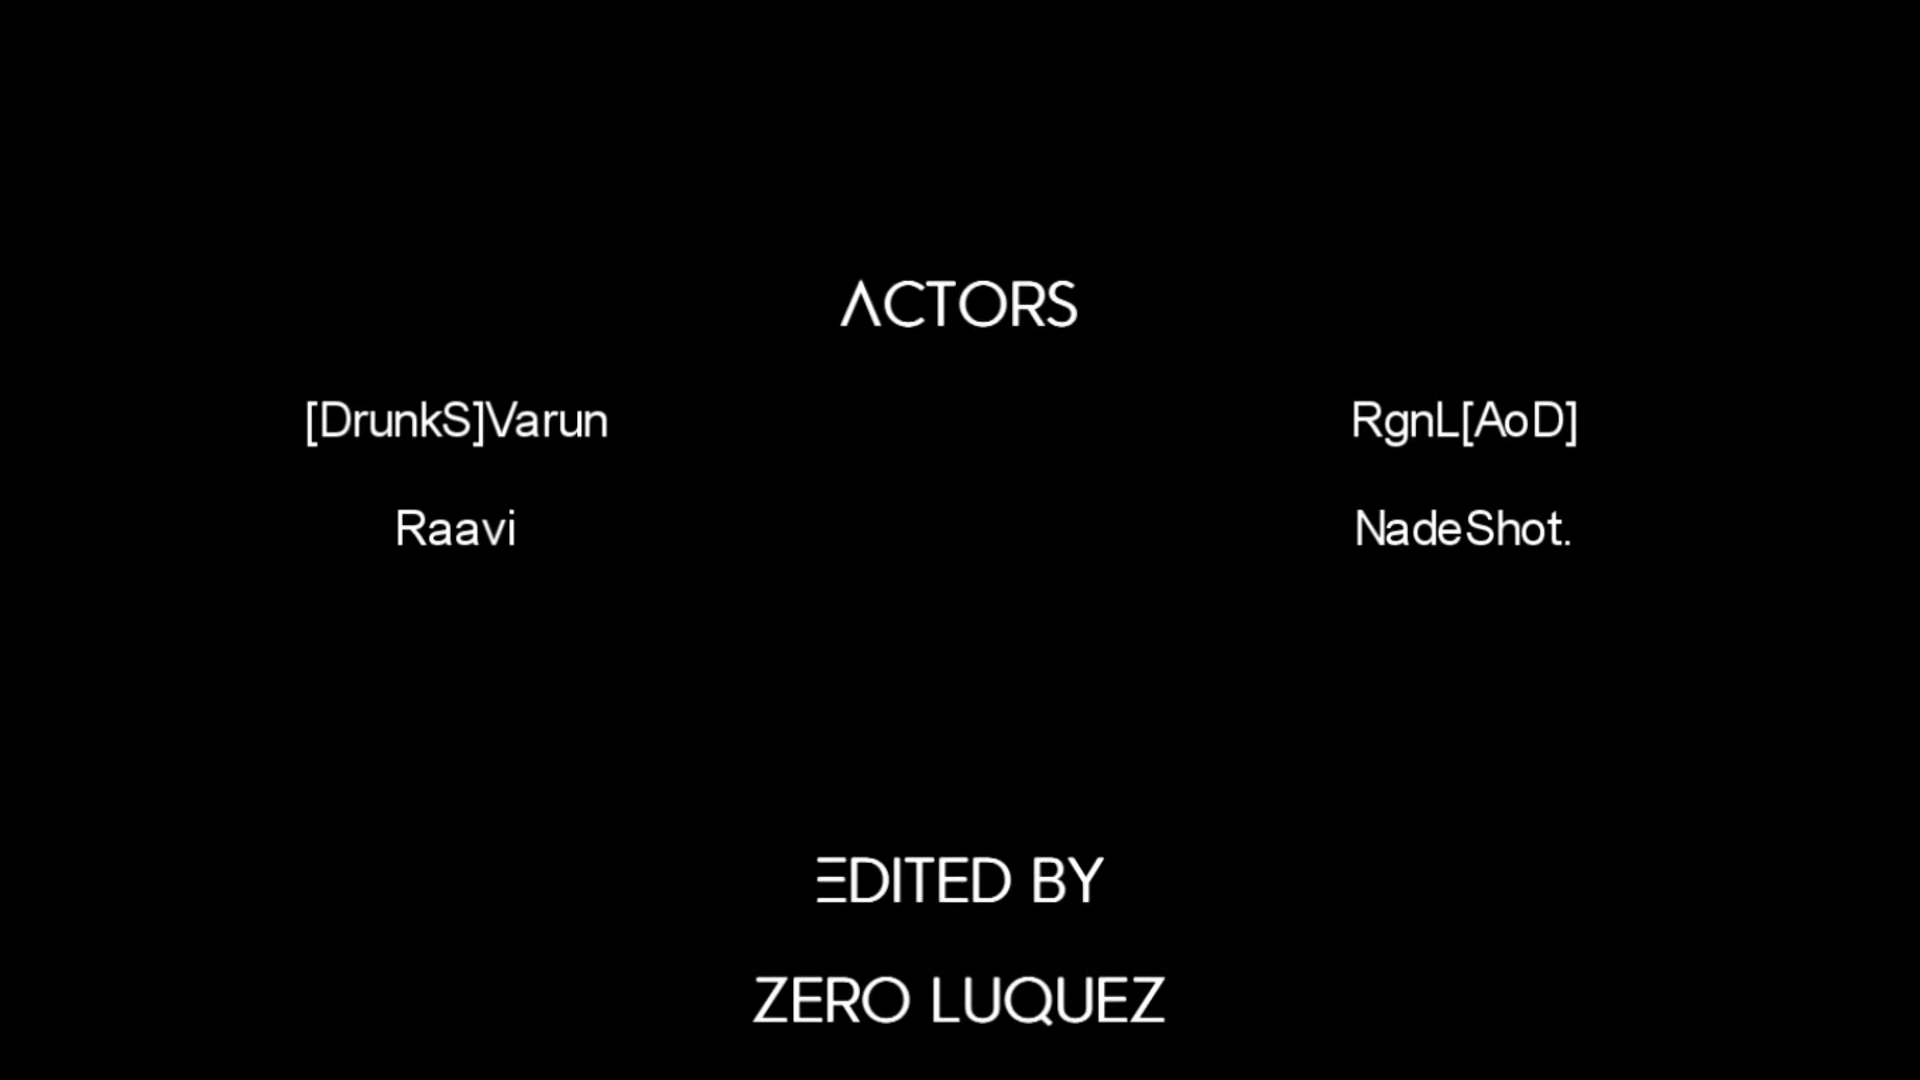 ACTORS
[DrunkS]Varun RgnL[AoD]
Raavi NadeShot.
EDITED BY
ZERO LUQUEZ